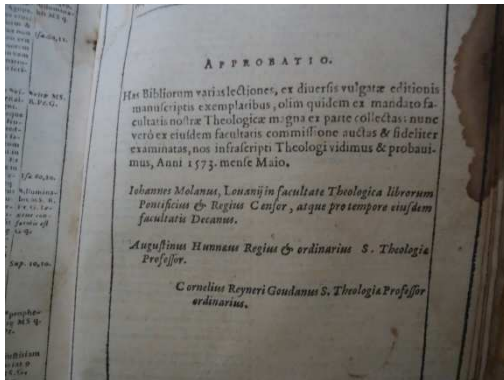 APPROBATIO.
Has Bibliorum varias lectiones, ex diuersis vulgatæ editionis
manuscriptis exemplaribus, olim quidem ex mandato fa-
cultatis nostræ Theologicæ magna ex parte collectas: nunc
verò ex eiusdem facultatis commissione auctas & fideliter
examinatas, nos infrascripti Theologi vidimus & probaui-
mus, Anni 1573. mense Maio.
Iohannes Molanus, Louanij in facultate Theologica librorum
Pontificius & Regius Censor, atque pro tempore eiusdem
facultatis Decanus.
Augustinus Hunnæus Regius & ordinarius S. Theologiæ
Professor.
Cornelius Reyneri Goudanus S. Theologiæ Professor
ordinarius.